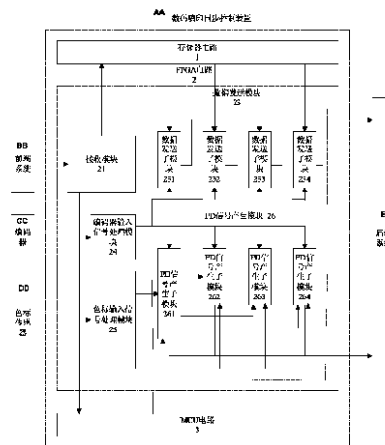 AA
数码喷印同步控制装置
存储器电路
1
FPGA电路
2
数据发送模块
23
BB
前端
系统
接收模块
21
数据
发送
子模
块
231
数据
发送
子模
块
232
数据
发送
子模
块
233
数据
发送
子模
块
234
CC
编码
器
编码器输入
信号处理模
块
24
PD信号产生模块 26
PD信
号产
生子
模块
261
PD信
号产
生子
模块
262
PD信
号产
生子
模块
263
PD信
号产
生子
模块
264
DD
色标
传感
器
色标输入信
号处理模块
25
E
MCU电路
3